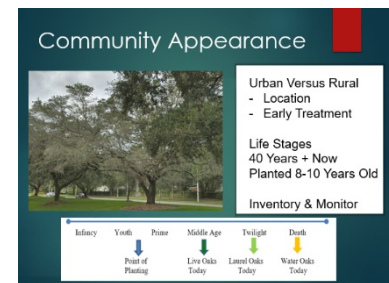 Community Appearance
Urban Versus Rural
- Location
- Early Treatment
Life Stages
40 Years + Now
Planted 8-10 Years Old
Inventory & Monitor
Infancy Youth Prime Middle Age Twilight Death
Point of Planting
Live Oaks Today
Laurel Oaks Today
Water Oaks Today